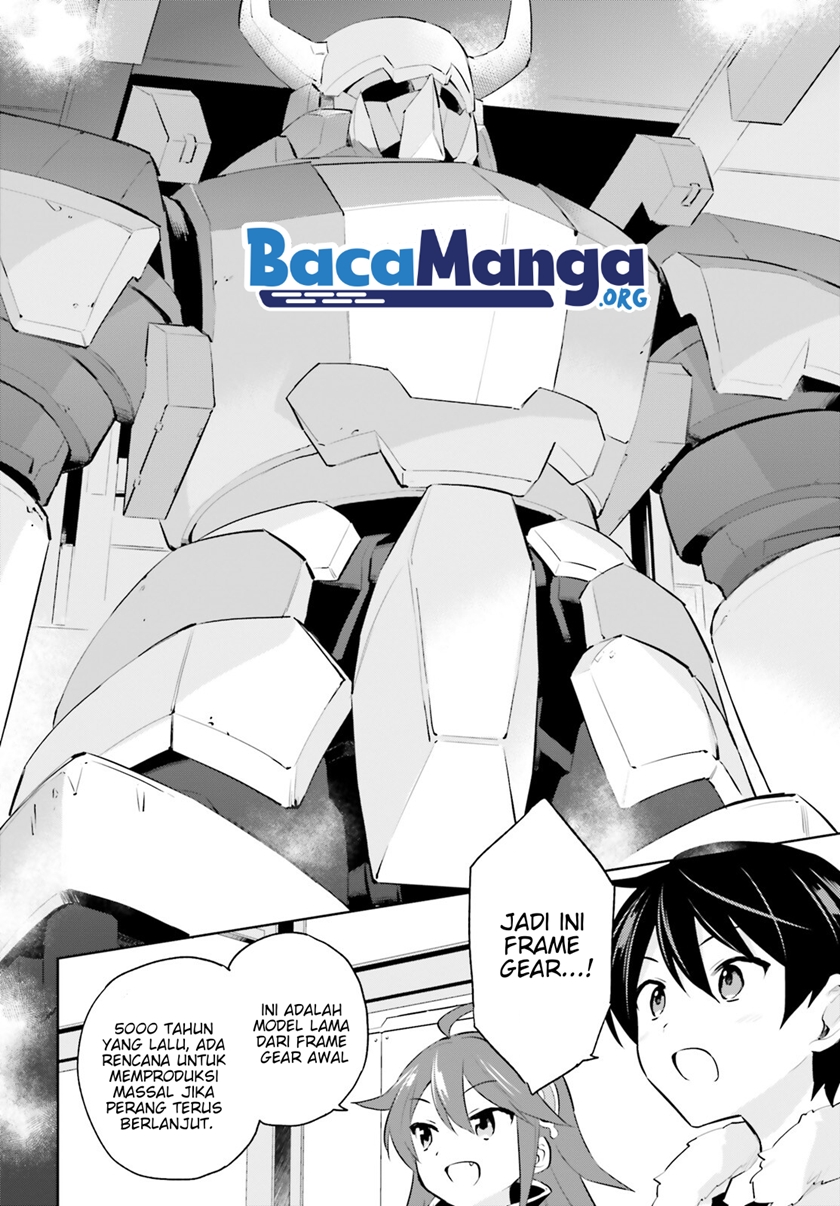 BacaManga
.ORG
JADI INI
FRAME
GEAR...!
INI ADALAH
MODEL LAMA
DARI FRAME
GEAR AWAL
5000 TAHUN
YANG LALU, ADA
RENCANA UNTUK
MEMPRODUKSI
MASSAL JIKA
PERANG TERUS
BERLANJUT.